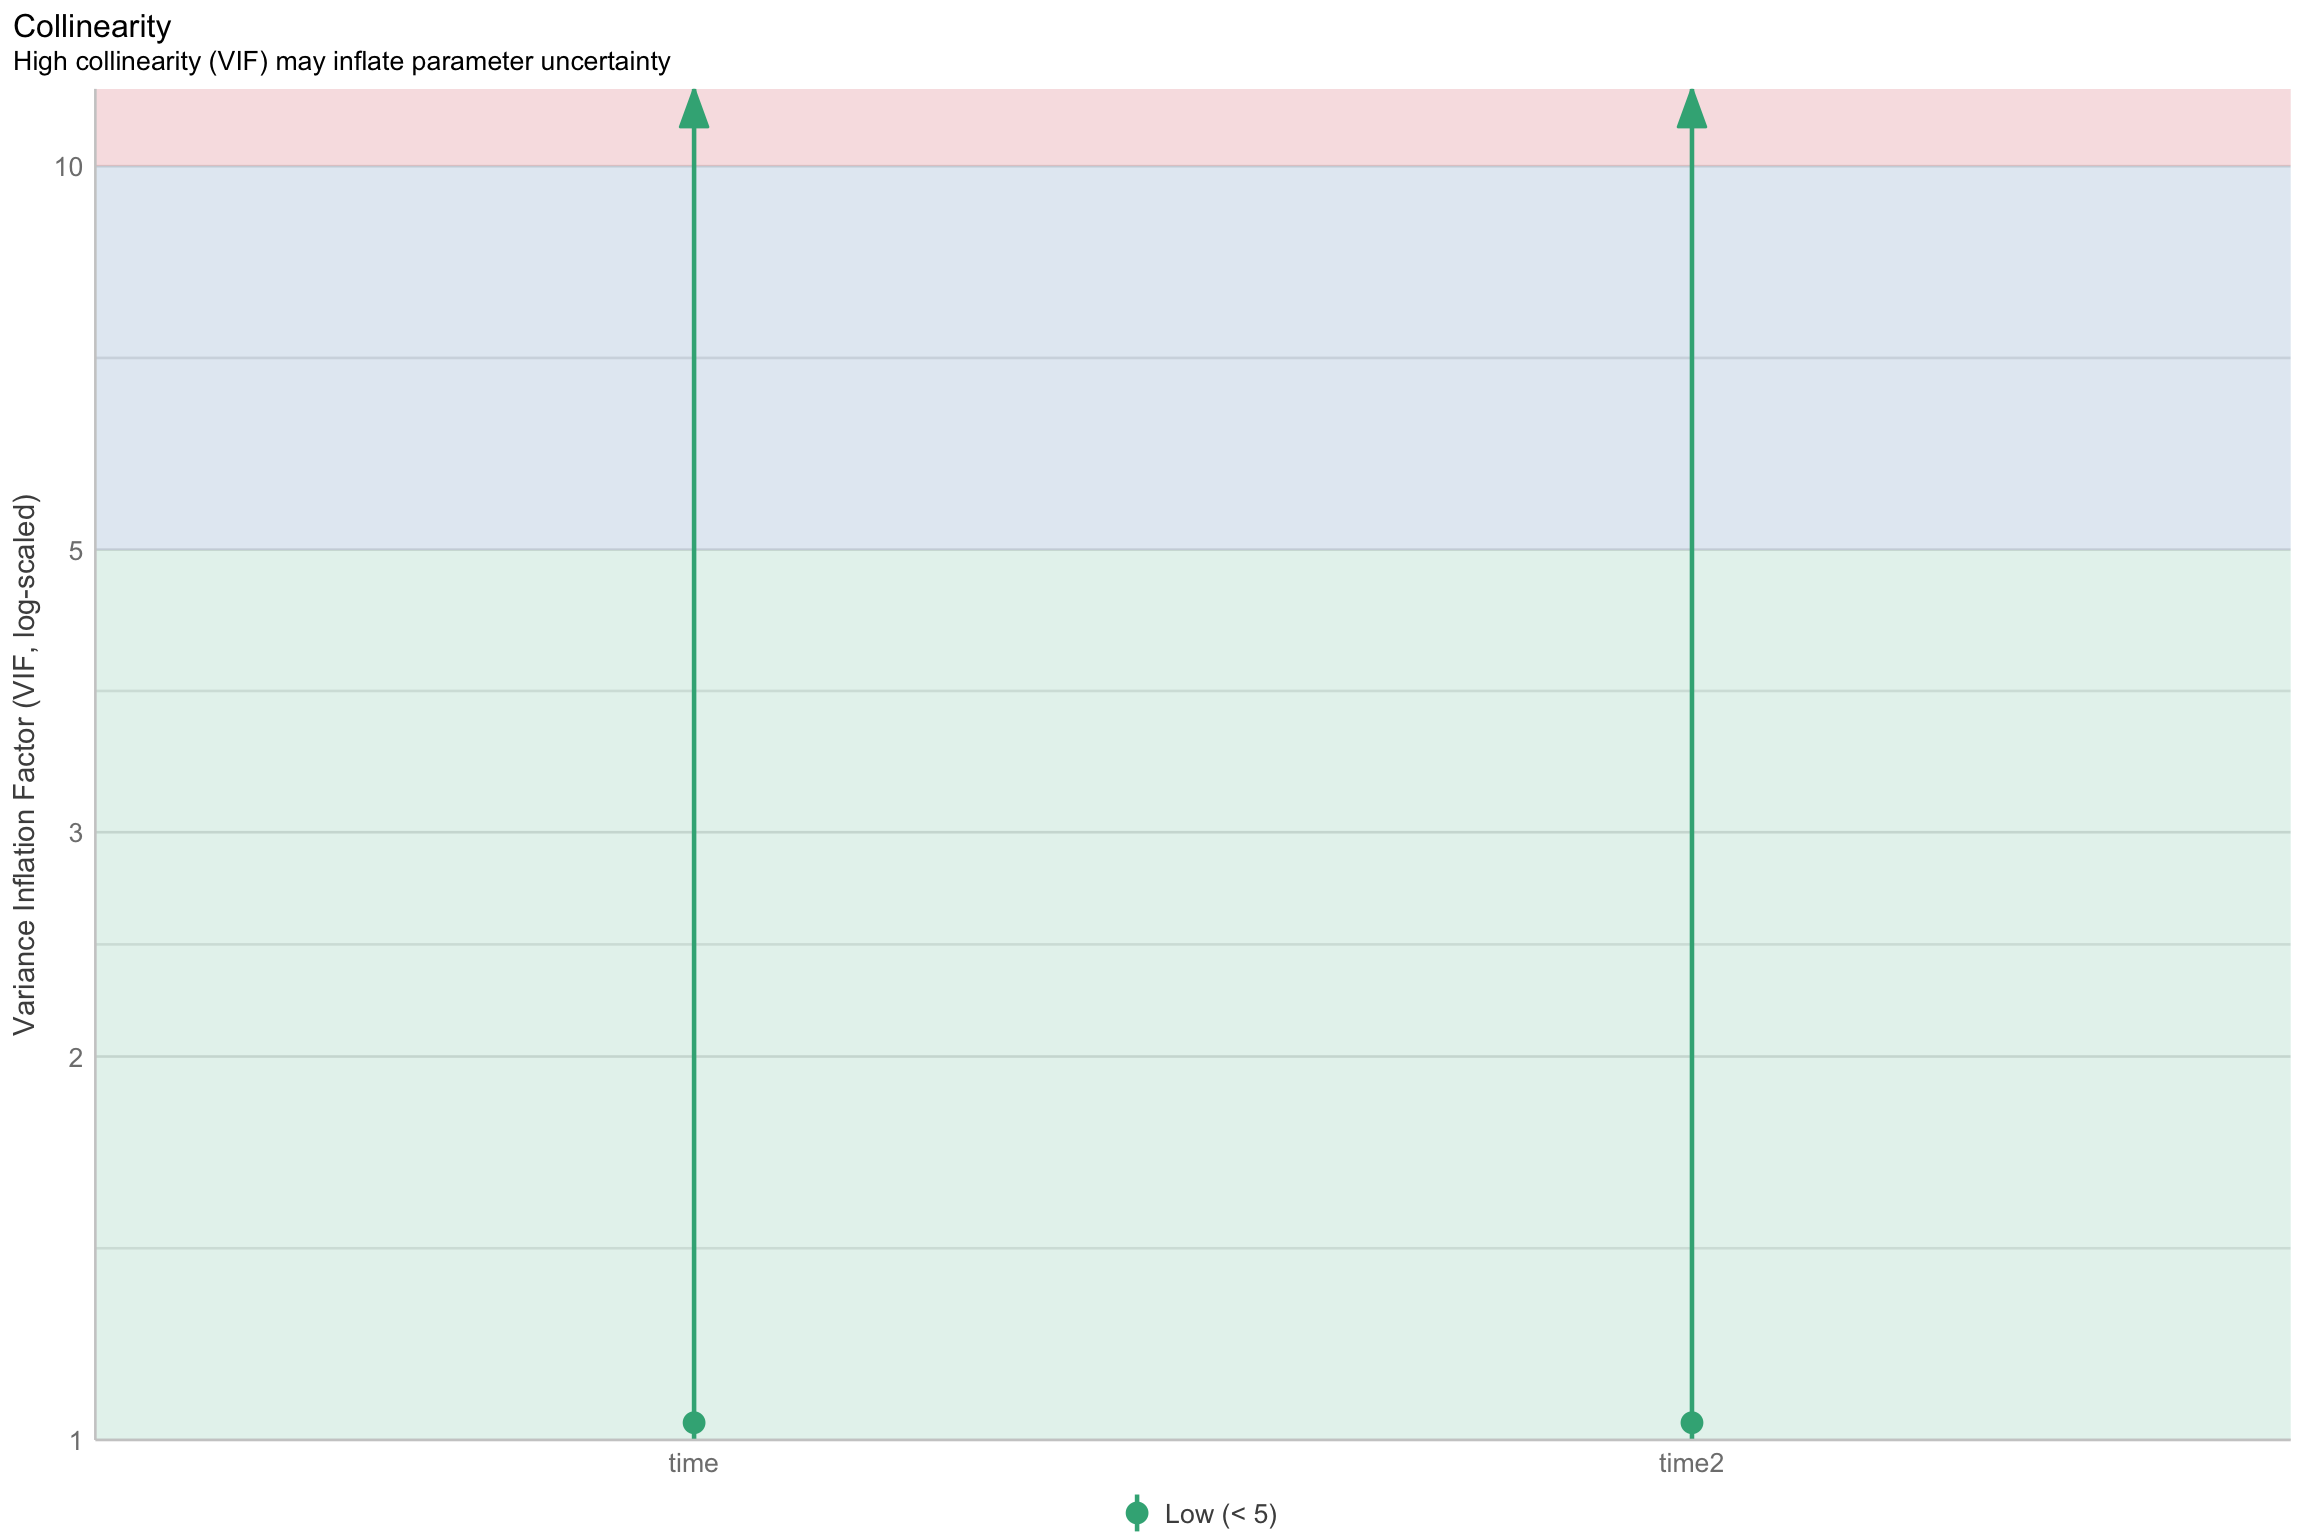 Collinearity
High collinearity (VIF) may inflate parameter uncertainty
Variance Inflation Factor (VIF, log-scaled)
10
5
3
2
1
time
time2
Low (< 5)